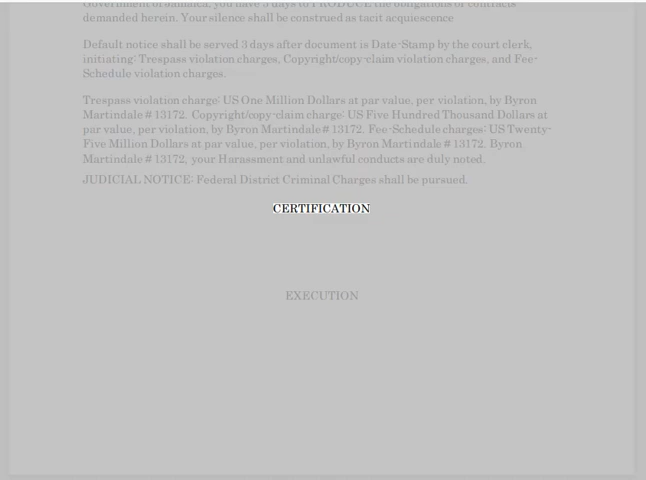 Government of Jamaica, you have 3 days to PRODUCE the obligations or contracts
demanded herein. Your silence shall be construed as tacit acquiescence
Default notice shall be served 3 days after document is Date-Stamp by the court clerk,
initiating: Trespass violation charges, Copyright/copy-claim violation charges, and Fee-
Schedule violation charges.
Trespass violation charge: US One Million Dollars at par value, per violation, by Byron
Martindale # 13172. Copyright/copy-claim charge: US Five Hundred Thousand Dollars at
par value, per violation, by Byron Martindale # 13172. Fee-Schedule charges: US Twenty-
Five Million Dollars at par value, per violation, by Byron Martindale # 13172. Byron
Martindale # 13172, your Harassment and unlawful conducts are duly noted.
JUDICIAL NOTICE: Federal District Criminal Charges shall be pursued.
CERTIFICATION
EXECUTION